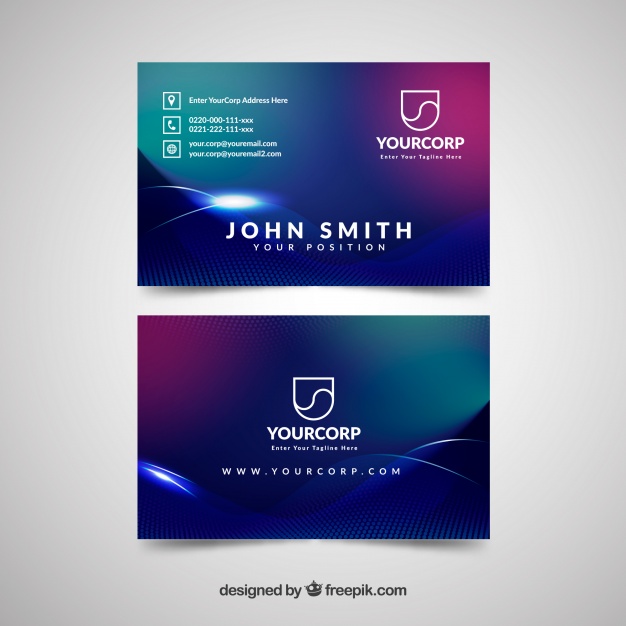 Enter YourCorp Address Here
0220-000-111-xxx
0221-222-111-xxx
your.corp@youremail.com
your.corp@youremail2.com
YOURCORP
Enter Your Tagline Here
JOHN SMITH
YOUR POSITION
YOURCORP
Enter Your Tagline Here
WWW.YOURCORP.COM
designed by freepik.com